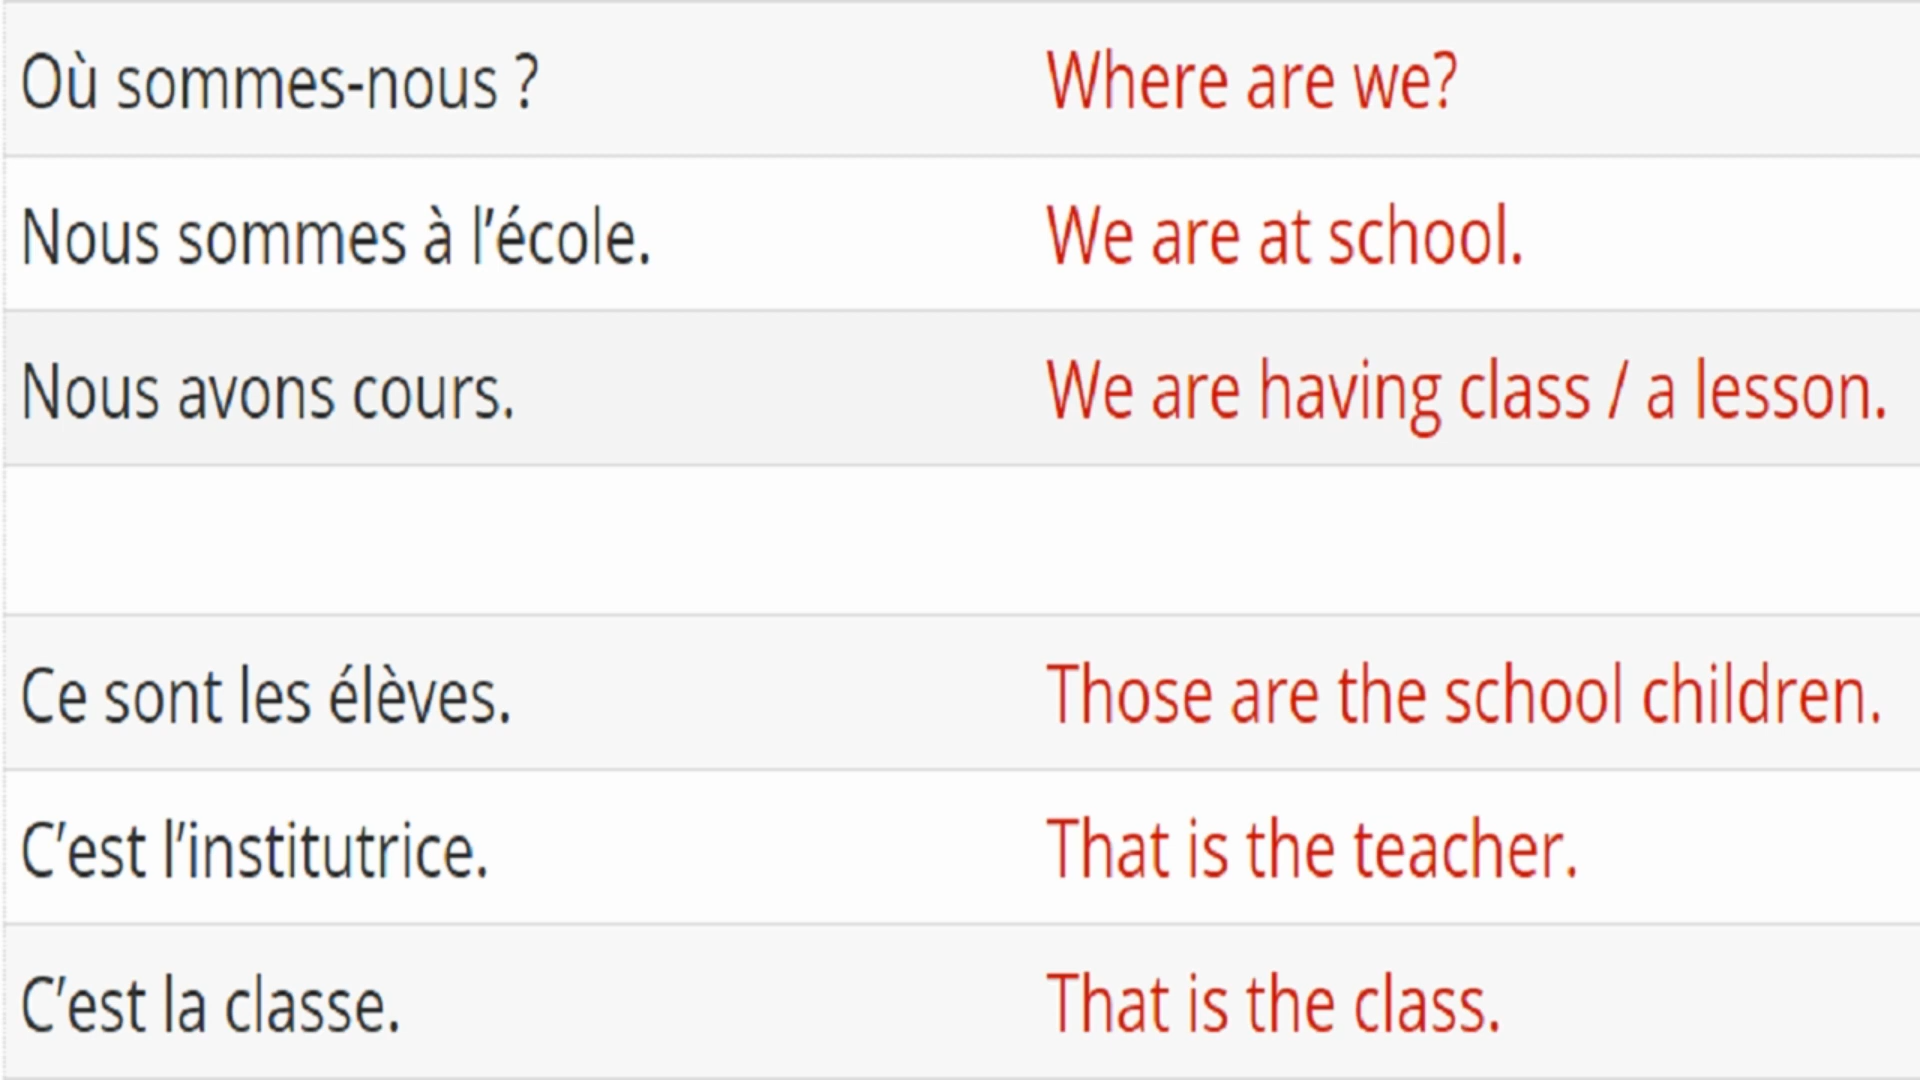 Où sommes-nous ? Where are we?
Nous sommes à l’école. We are at school.
Nous avons cours. We are having class / a lesson.
Ce sont les élèves. Those are the school children.
C’est l’institutrice. That is the teacher.
C’est la classe. That is the class.